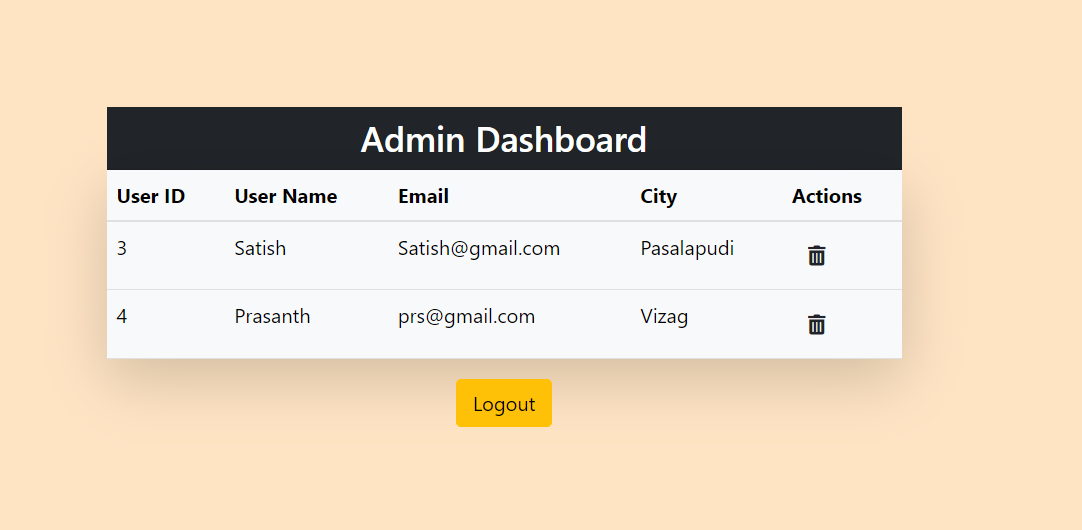 Admin Dashboard
User ID User Name Email City Actions
3 Satish Satish@gmail.com Pasalapudi
4 Prasanth prs@gmail.com Vizag
Logout